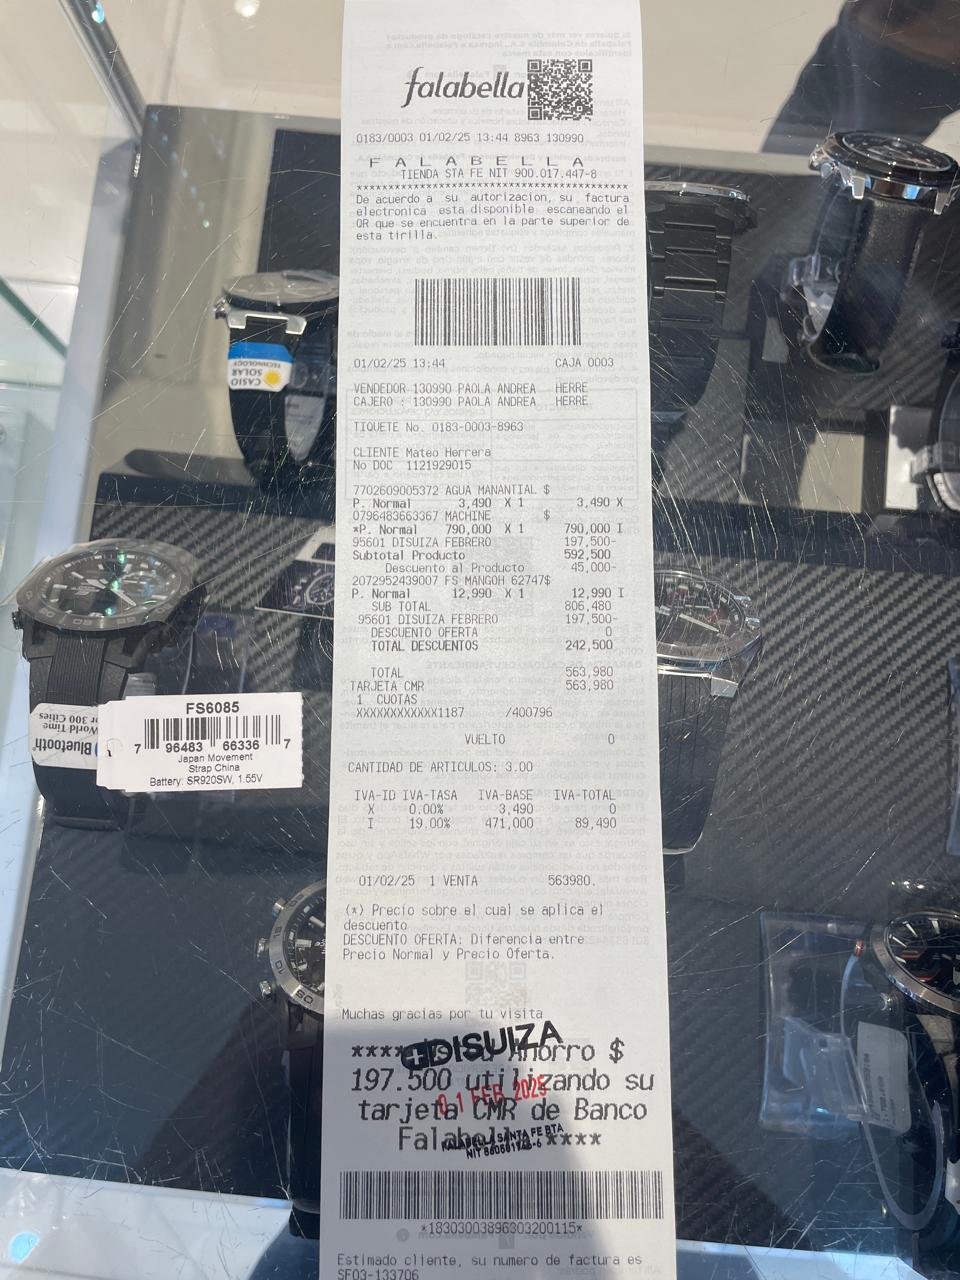 falabella
0183/0003 01/02/25 13:44 8963 130990
F A L A B E L L A
TIENDA STA FE NIT 900.017.447-8
****************************************
De acuerdo a su autorizacion, su factura
electronica esta disponible escaneando el
QR que se encuentra en la parte superior de
esta tirilla.
01/02/25 13:44 CAJA 0003
VENDEDOR 130990 PAOLA ANDREA HERRE
CAJERO : 130990 PAOLA ANDREA HERRE
TIQUETE No. 0183-0003-8963
CLIENTE Mateo Herrera
No DOC 1121929015
7702609005372 AGUA MANANTIAL $
P. Normal 3,490 X 1 3,490 X
0796483663367 MACHINE $
*P. Normal 790,000 X 1 790,000 I
95601 DISUIZA FEBRERO 197,500-
Subtotal Producto 592,500
Descuento al Producto 45,000-
2072952439007 FS MANGOH 62747$
P. Normal 12,990 X 1 12,990 I
SUB TOTAL 806,480
95601 DISUIZA FEBRERO 197,500-
DESCUENTO OFERTA 0
TOTAL DESCUENTOS 242,500
TOTAL 563,980
TARJETA CMR 563,980
1 CUOTAS
XXXXXXXXXXXX1187 /400796
VUELTO 0
CANTIDAD DE ARTICULOS: 3.00
IVA-ID IVA-TASA IVA-BASE IVA-TOTAL
X 0.00% 3,490 0
I 19.00% 471,000 89,490
01/02/25 1 VENTA 563980.
(*) Precio sobre el cual se aplica el
descuento
DESCUENTO OFERTA: Diferencia entre
Precio Normal y Precio Oferta.
Muchas gracias por tu visita
DISUIZA
Ahorro $
197.500 utilizando su
01 FEB 2025
tarjeta CMR de Banco
Falabella ****
FALABELLA SANTA FE BTA
*18303003896303200115*
Estimado cliente, su numero de factura es
SF03-133706
CASIO
SOLAR
TECHNOLOGY
World Time
for 300 Cities
Bluetooth
FS6085
7 96483 66336 7
Japan Movement
Strap China
Battery: SR920SW, 1.55V